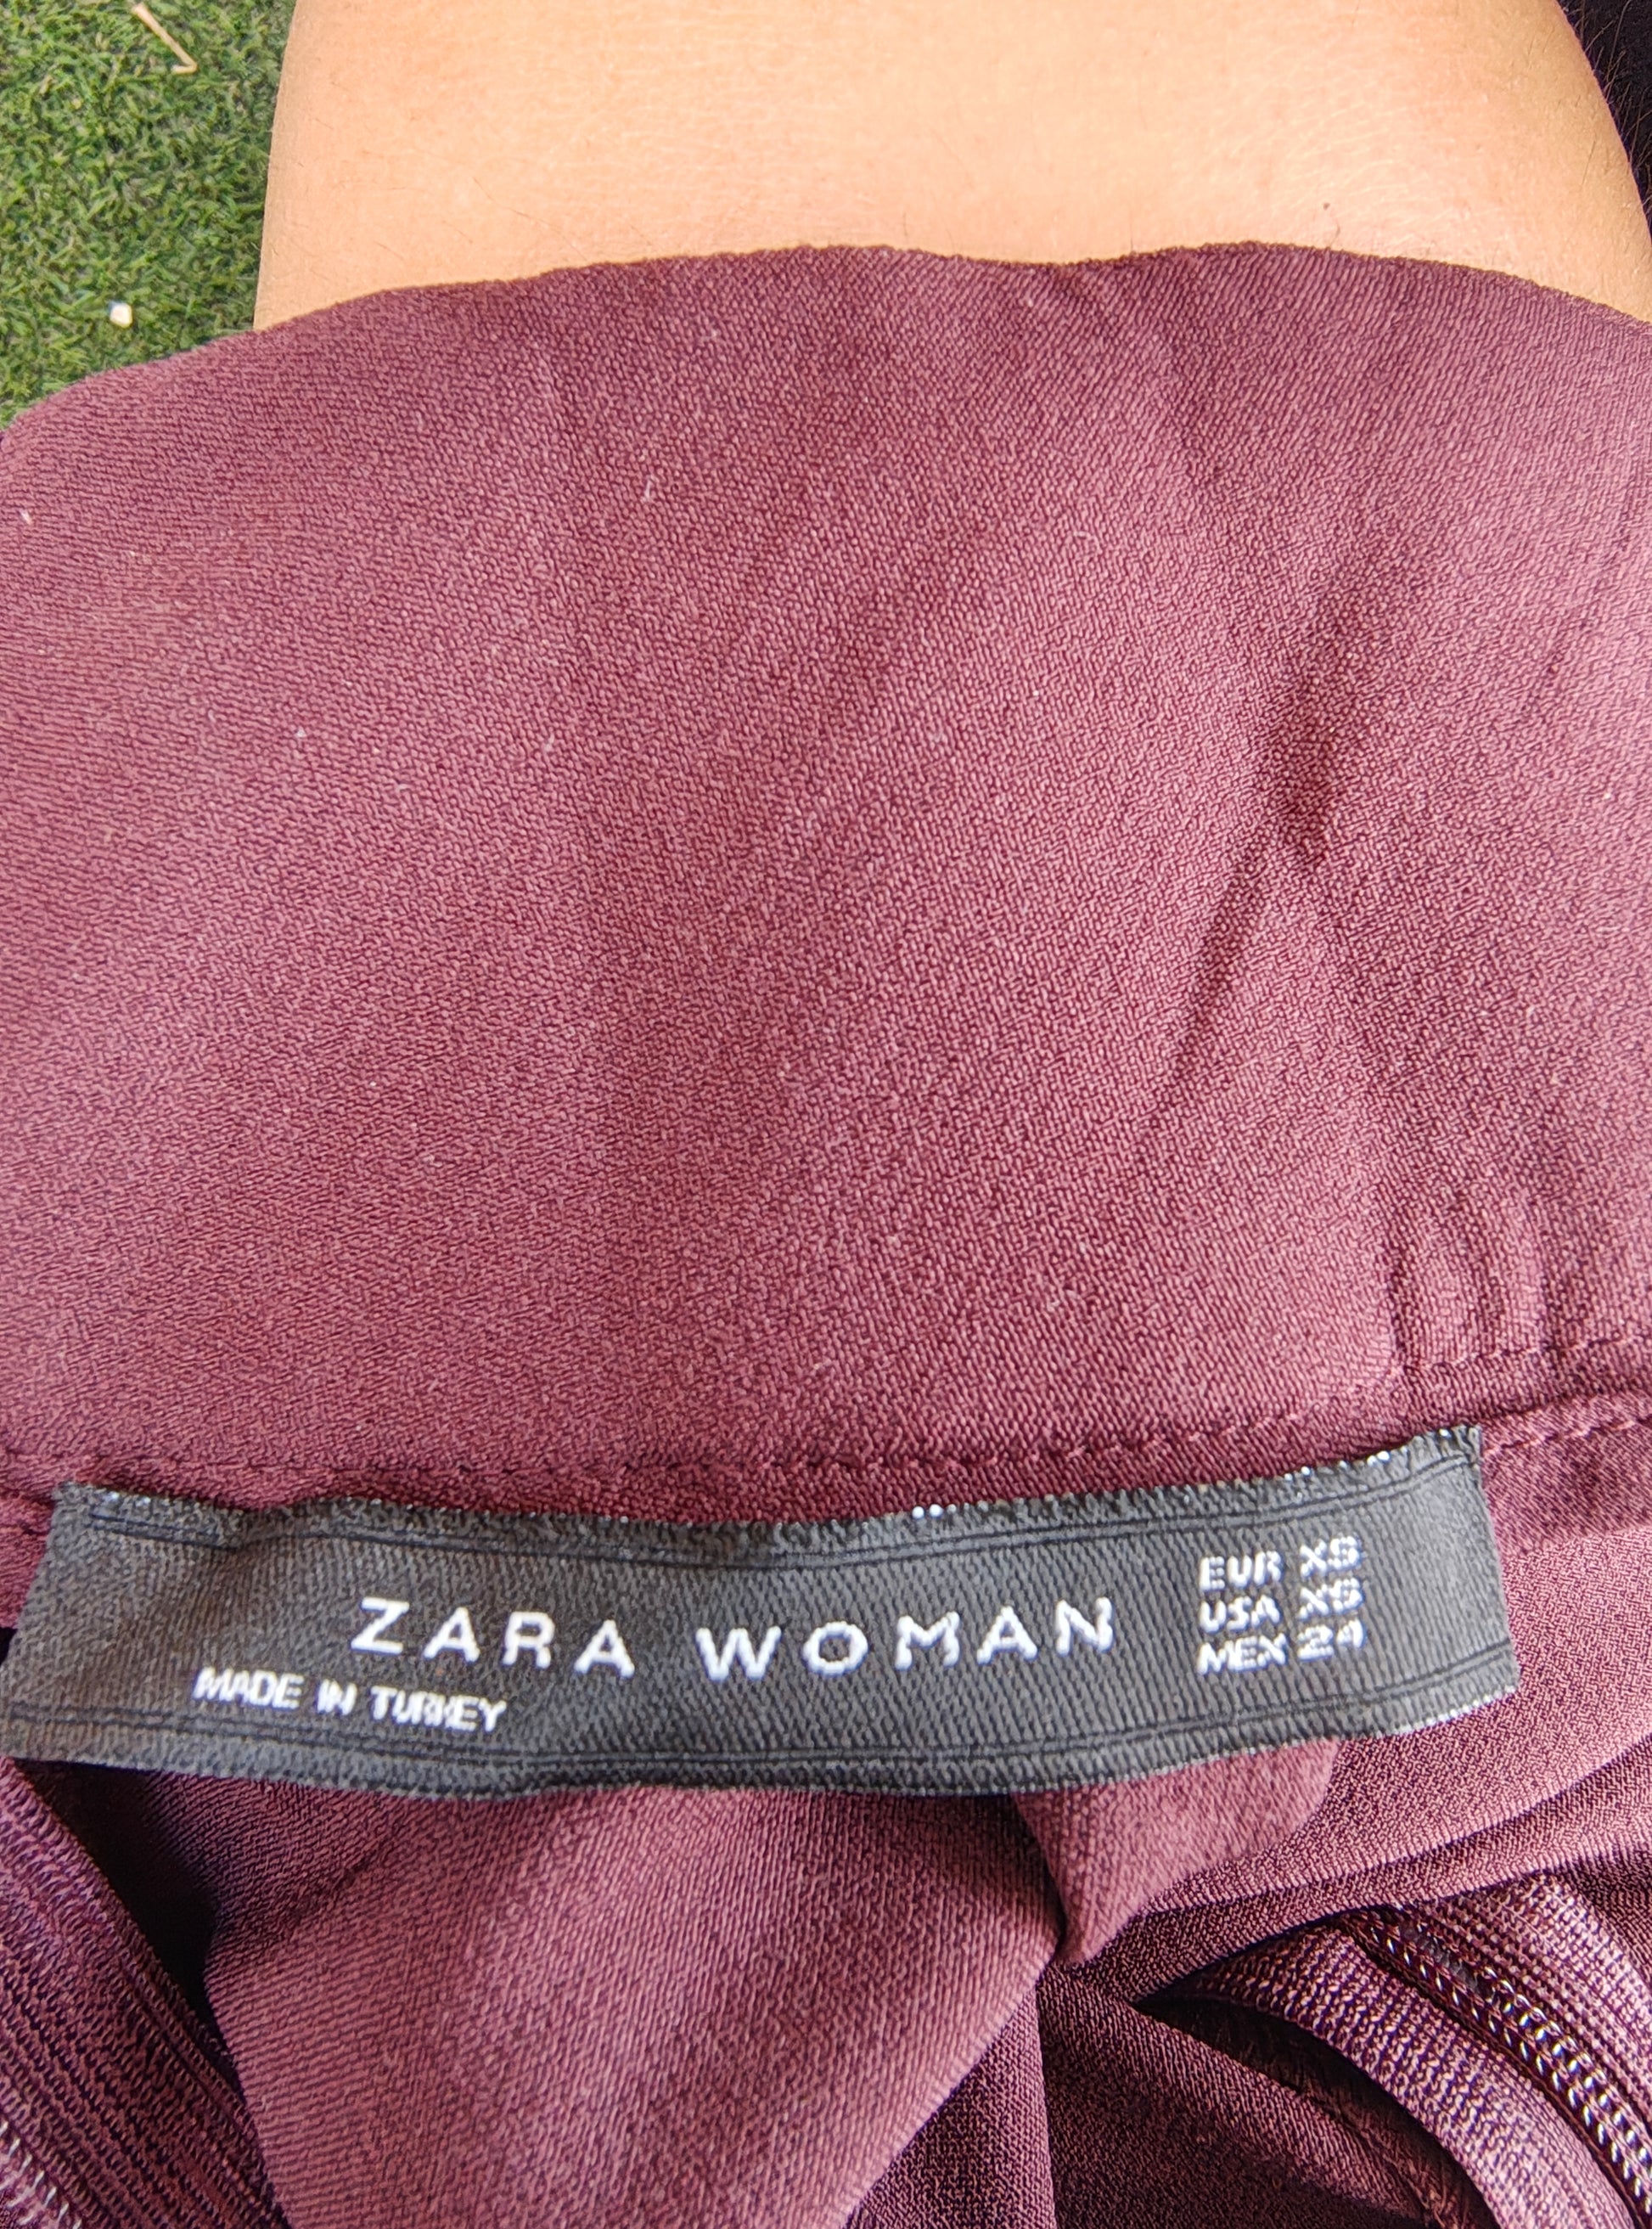 ZARA WOMAN
MADE IN TURKEY
EUR XS
USA XS
MEX 24